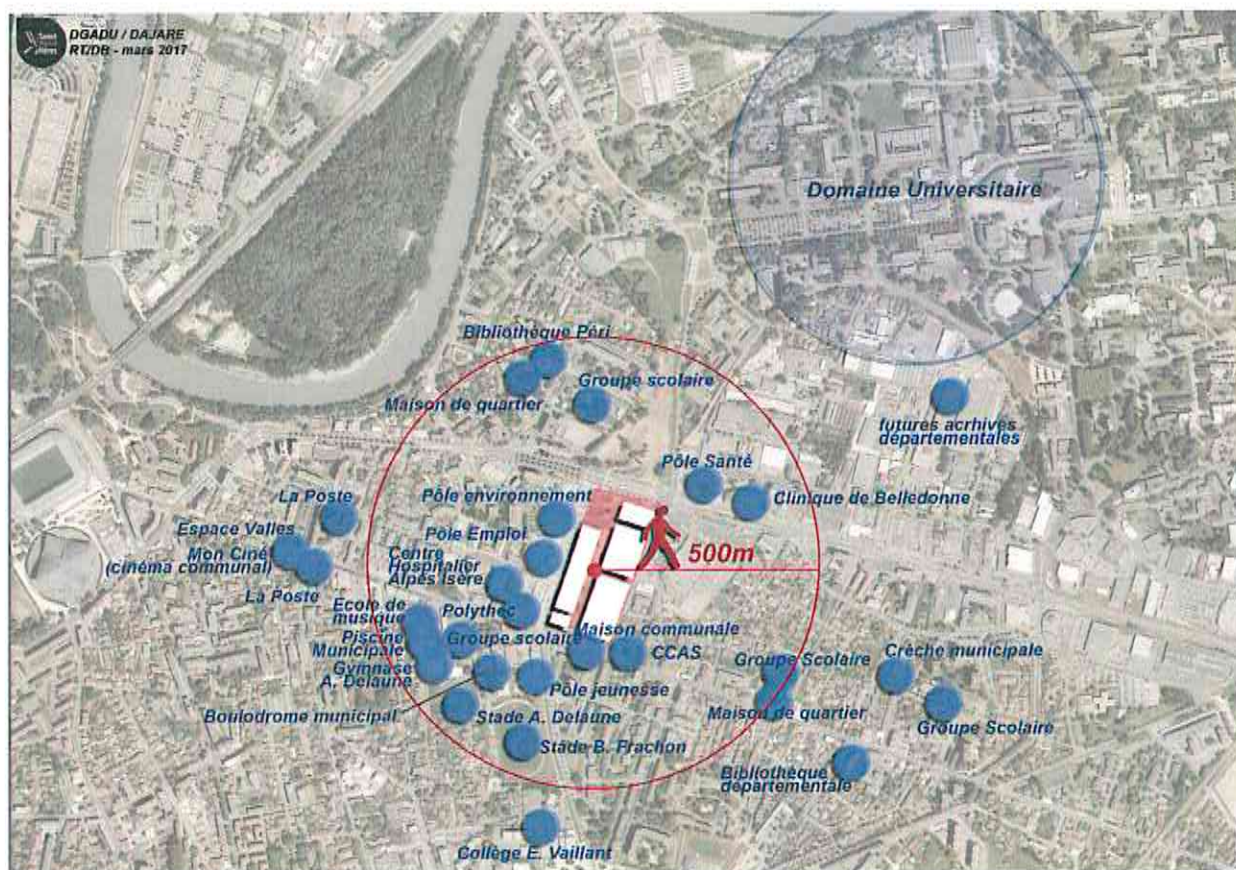 DGADU / DAJARE
RT/DB - mars 2017
Domaine Universitaire
Bibliothèque Péri
Groupe scolaire
Maison de quartier
futures acrhives
départementales
Pôle Santé
Clinique de Belledonne
La Poste
Pôle environnement
Espace Valles
Pôle Emploi
500m
Mon Ciné
(cinéma communal)
Centre
Hospitalier
Alpes Isère
La Poste
Ecole de
musique
Polythec
Piscine
Municipale
Groupe scolaire
Maison communale
CCAS
Gymnase
A. Delaune
Groupe Scolaire
Crèche municipale
Pôle jeunesse
Boulodrome municipal
Stade A. Delaune
Maison de quartier
Groupe Scolaire
Stade B. Frachon
Bibliothèque
départementale
Collège E. Vaillant